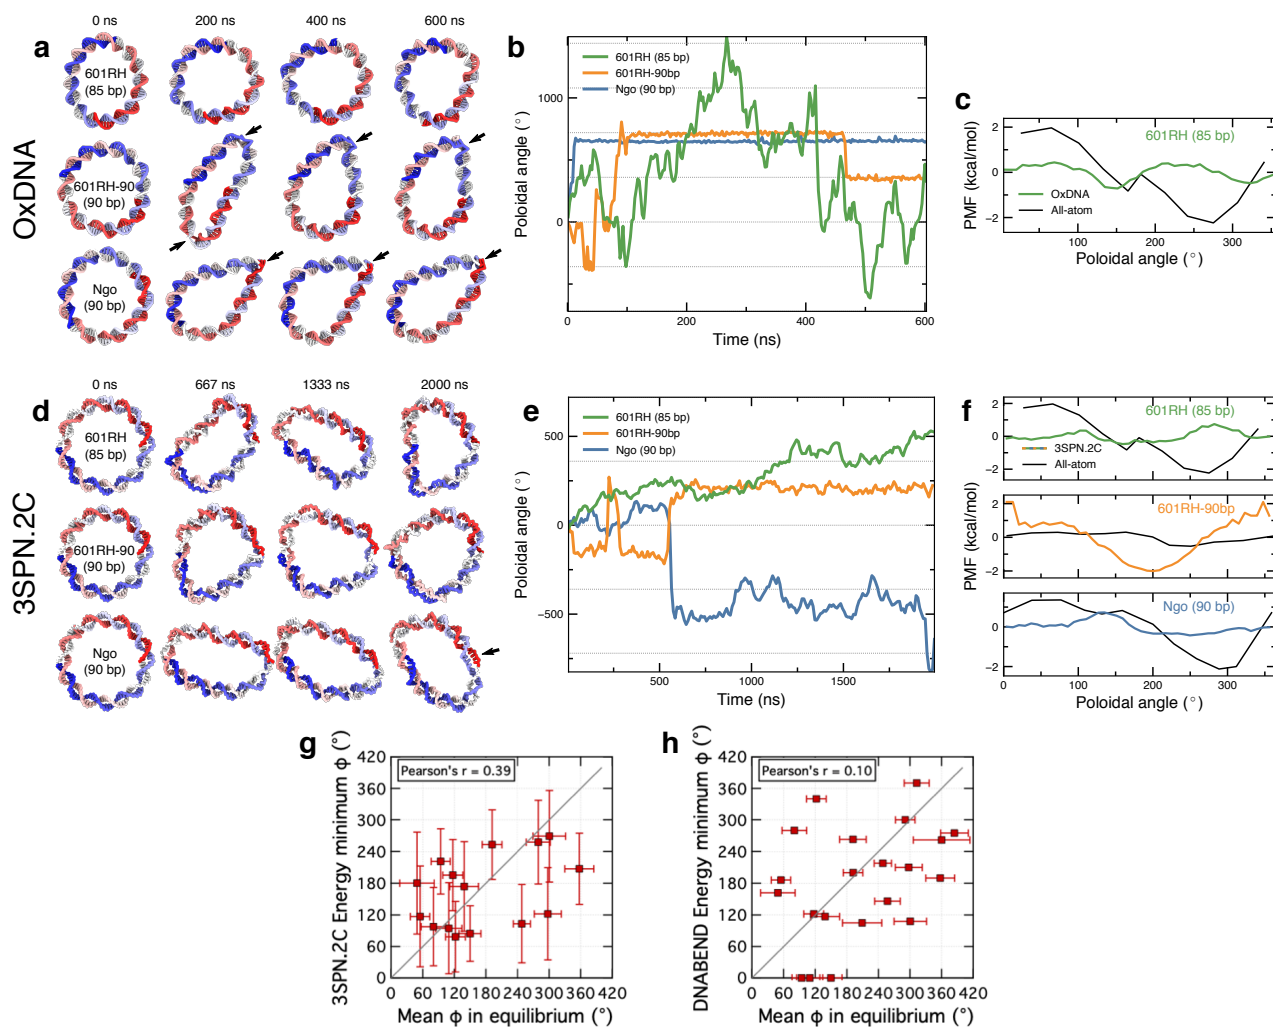 a
0 ns
200 ns
400 ns
600 ns
OxDNA
601RH
(85 bp)
601RH-90
(90 bp)
Ngo
(90 bp)
b
601RH (85 bp)
601RH-90bp
Ngo (90 bp)
1000
0
Poloidal angle (°)
0
200
400
600
Time (ns)
c
601RH (85 bp)
OxDNA
All-atom
2
0
−2
PMF (kcal/mol)
100
200
300
Poloidal angle (°)
d
0 ns
667 ns
1333 ns
2000 ns
3SPN.2C
601RH
(85 bp)
601RH-90
(90 bp)
Ngo
(90 bp)
e
601RH (85 bp)
601RH-90bp
Ngo (90 bp)
500
0
−500
Poloidal angle (°)
500
1000
1500
Time (ns)
f
601RH (85 bp)
3SPN.2C
All-atom
2
0
−2
601RH-90bp
2
0
−2
PMF (kcal/mol)
Ngo (90 bp)
0
−2
0
100
200
300
Poloidal angle (°)
g
Pearson's r = 0.39
420
360
300
240
180
120
60
0
3SPN.2C Energy minimum ϕ (°)
60 120 180 240 300 360 420
Mean ϕ in equilibrium (°)
h
Pearson's r = 0.10
420
360
300
240
180
120
60
0
DNABEND Energy minimum ϕ (°)
60 120 180 240 300 360 420
Mean ϕ in equilibrium (°)